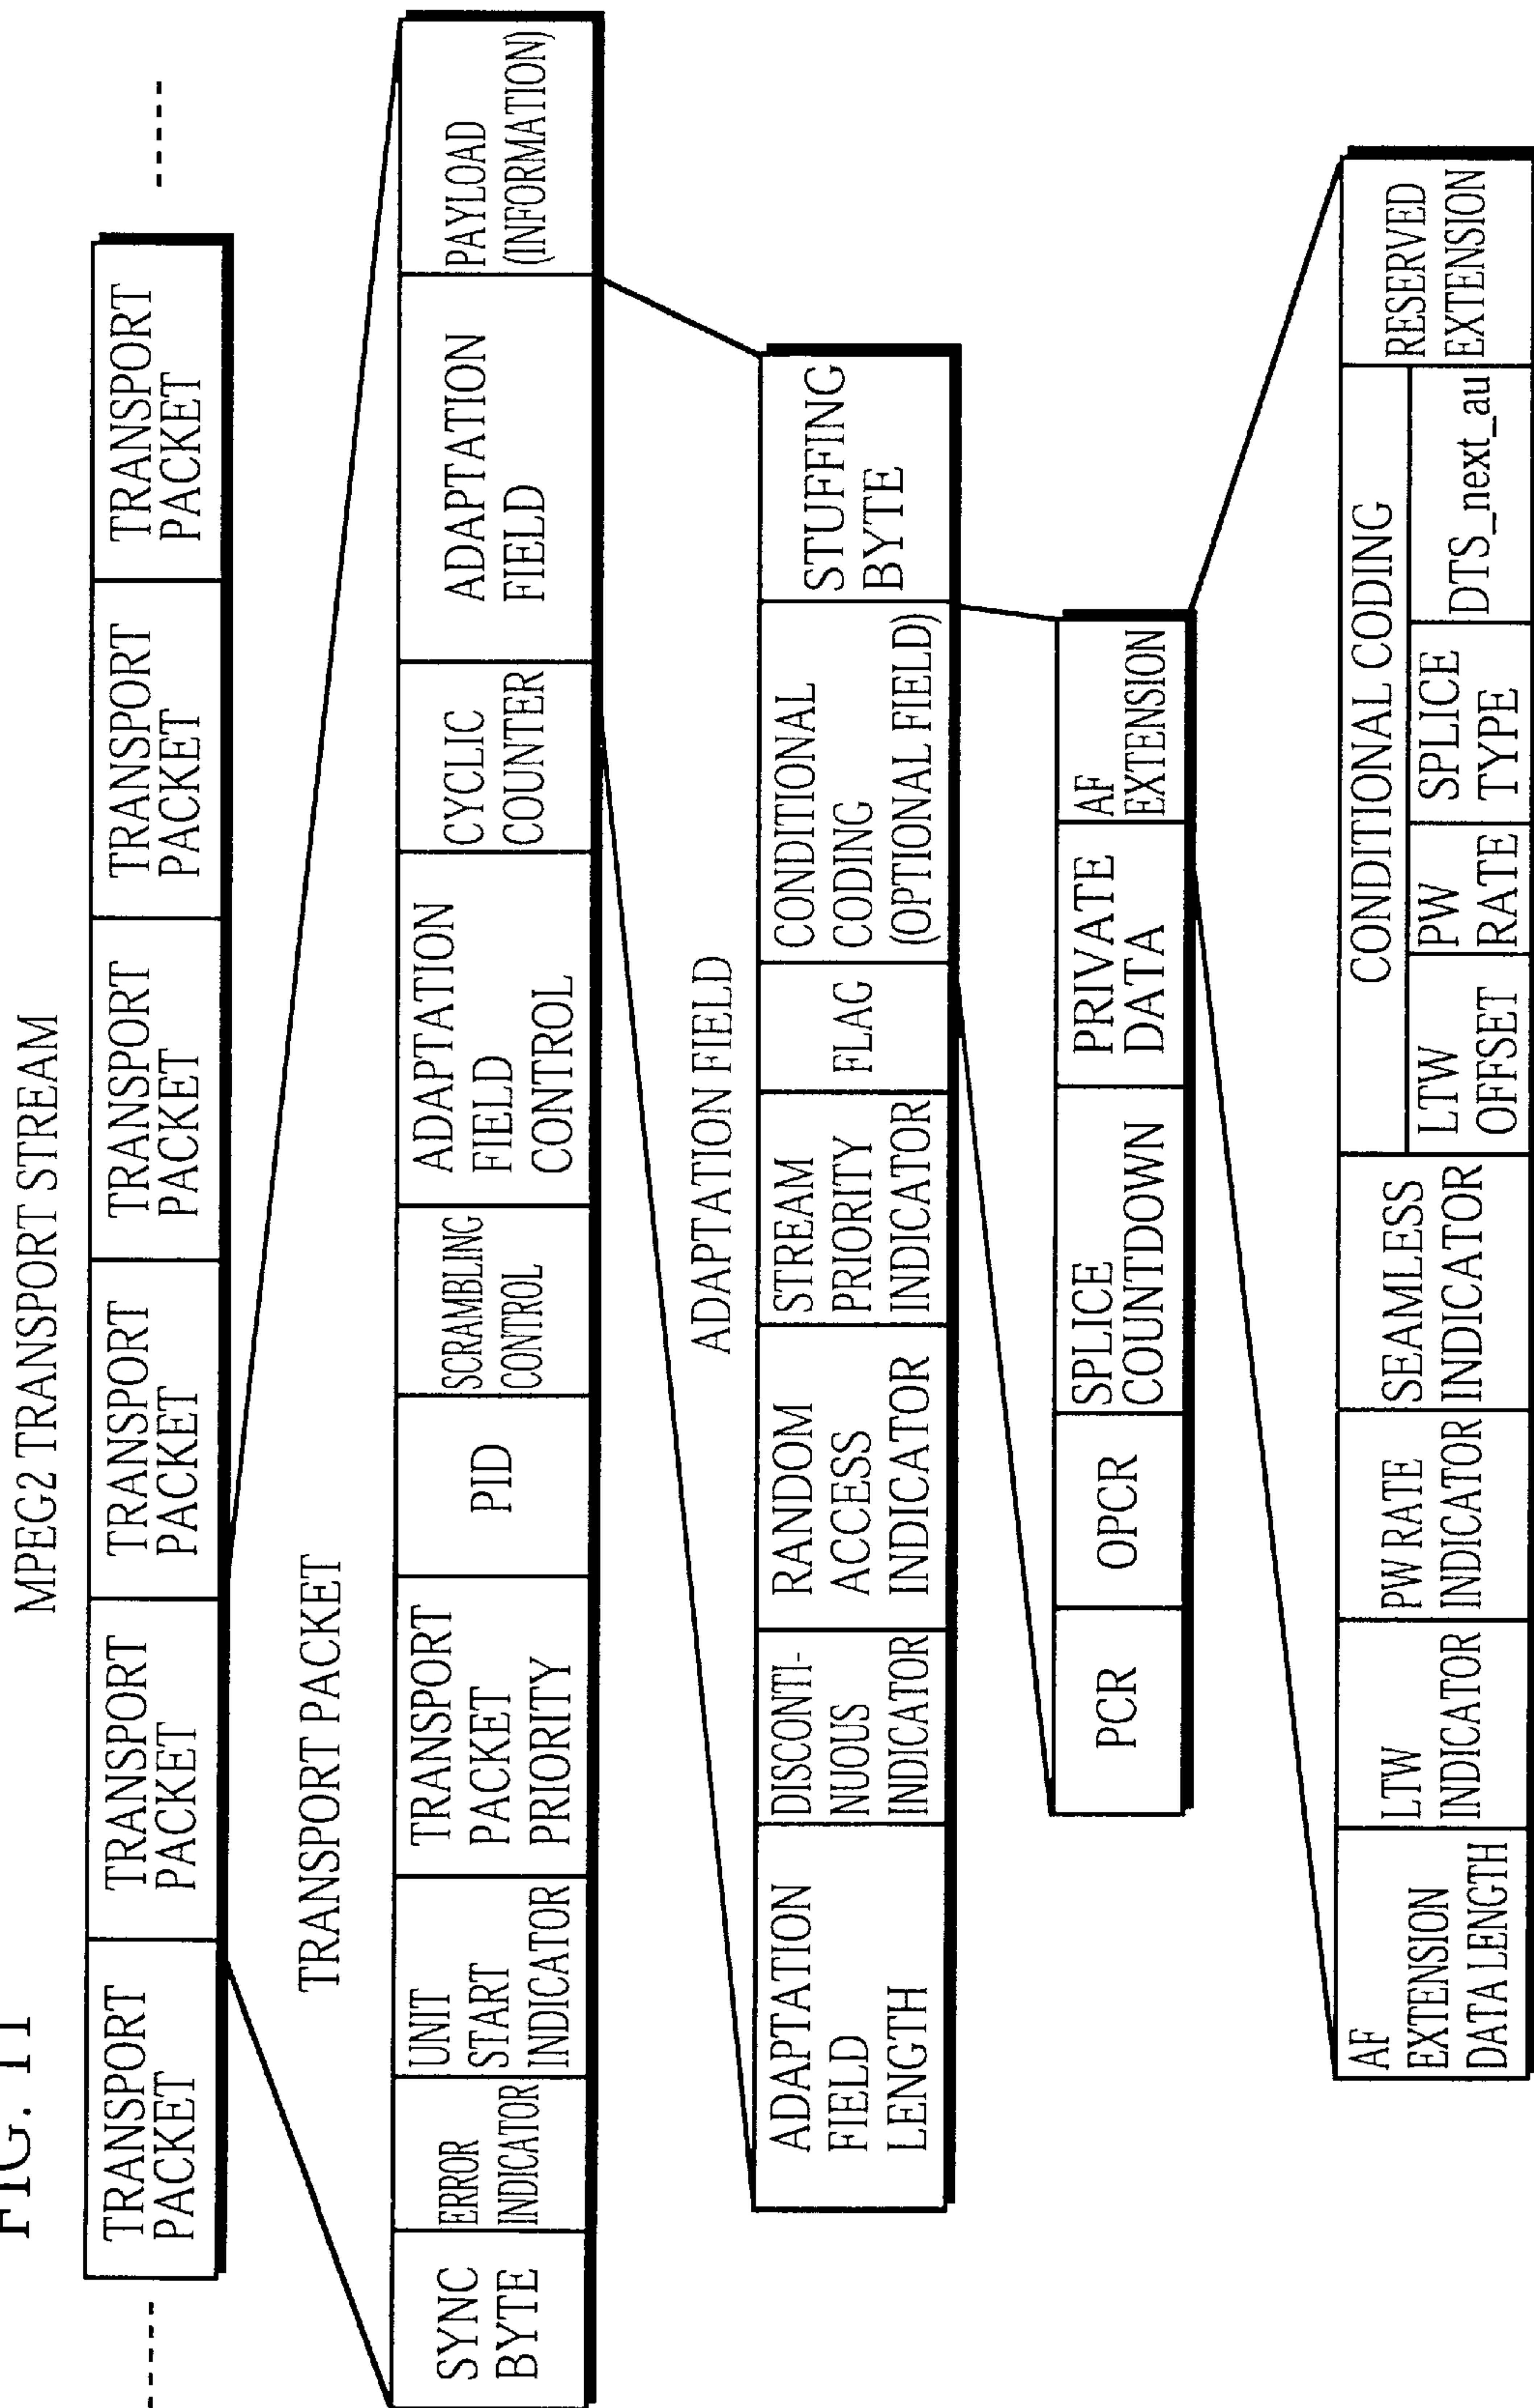 FIG. 11
MPEG2 TRANSPORT STREAM
TRANSPORT
PACKET
TRANSPORT
PACKET
TRANSPORT
PACKET
TRANSPORT
PACKET
TRANSPORT
PACKET
TRANSPORT
PACKET
TRANSPORT PACKET
SYNC
BYTE
ERROR
INDICATOR
UNIT
START
INDICATOR
TRANSPORT
PACKET
PRIORITY
PID
SCRAMBLING
CONTROL
ADAPTATION
FIELD
CONTROL
CYCLIC
COUNTER
ADAPTATION
FIELD
PAYLOAD
(INFORMATION)
ADAPTATION FIELD
ADAPTATION
FIELD
LENGTH
DISCONTI-
NUOUS
INDICATOR
RANDOM
ACCESS
INDICATOR
STREAM
PRIORITY
INDICATOR
FLAG
CONDITIONAL
CODING
(OPTIONAL FIELD)
STUFFING
BYTE
PCR
OPCR
SPLICE
COUNTDOWN
PRIVATE
DATA
AF
EXTENSION
AF
EXTENSION
DATA LENGTH
LTW
INDICATOR
PW RATE
INDICATOR
SEAMLESS
INDICATOR
CONDITIONAL CODING
LTW
OFFSET
PW
RATE
SPLICE
TYPE
DTS_next_au
RESERVED
EXTENSION